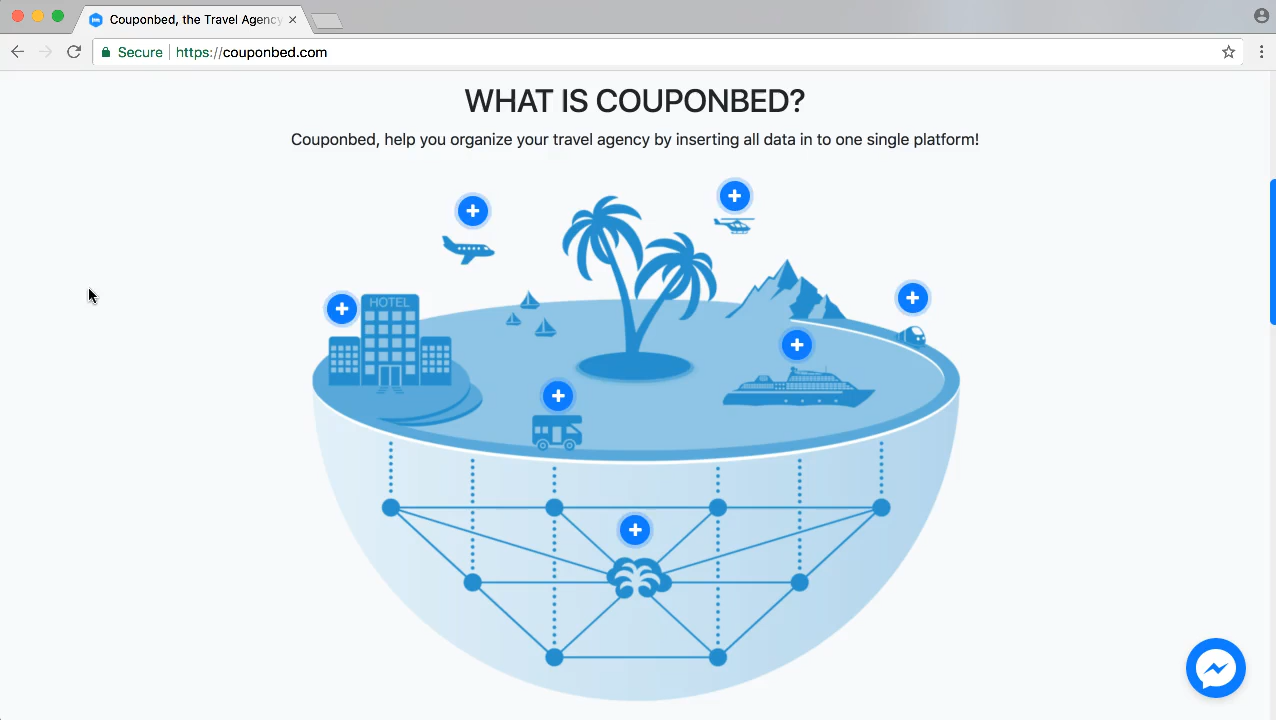 Couponbed, the Travel Agency
Secure
https://couponbed.com
WHAT IS COUPONBED?
Couponbed, help you organize your travel agency by inserting all data in to one single platform!
HOTEL